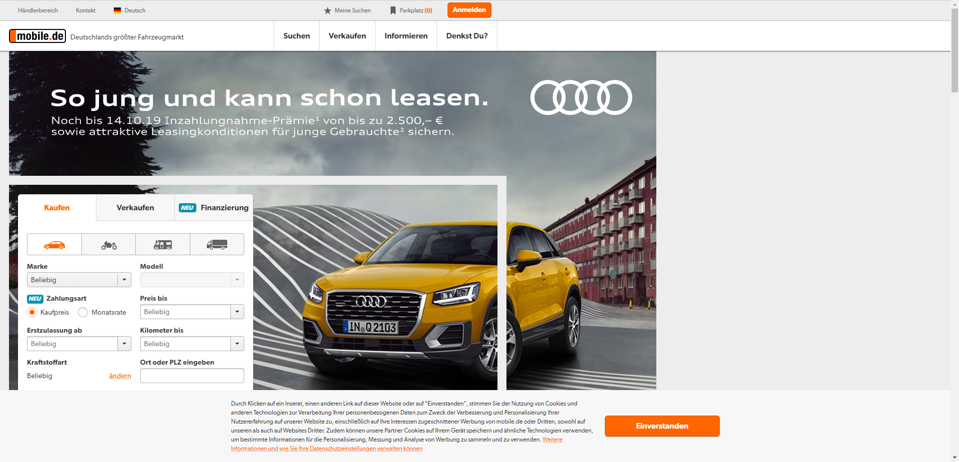 Händlerbereich Kontakt Deutsch Meine Suchen Parkplatz (0) Anmelden
mobile.de Deutschlands größter Fahrzeugmarkt Suchen Verkaufen Informieren Denkst Du?
So jung und kann schon leasen.
Noch bis 14.10.19 Inzahlungnahme-Prämie¹ von bis zu 2.500,– €
sowie attraktive Leasingkonditionen für junge Gebrauchte² sichern.
Kaufen Verkaufen NEU Finanzierung
Marke Modell
Beliebig
NEU Zahlungsart Preis bis
Kaufpreis Monatsrate Beliebig
Erstzulassung ab Kilometer bis
Beliebig Beliebig
Kraftstoffart Ort oder PLZ eingeben
Beliebig ändern
IN Q 2103
Durch Klicken auf ein Inserat, einen anderen Link auf dieser Website oder auf "Einverstanden", stimmen Sie der Nutzung von Cookies und
anderen Technologien zur Verarbeitung Ihrer personenbezogenen Daten zum Zweck der Verbesserung und Personalisierung Ihrer
Nutzererfahrung auf unserer Website zu, einschließlich auf Ihre Interessen zugeschnittener Werbung von mobile.de oder Dritten, sowohl auf
unseren als auch auf Websites Dritter. Zudem können unsere Partner Cookies auf Ihrem Gerät speichern und ähnliche Technologien verwenden,
um bestimmte Informationen für die Personalisierung, Messung und Analyse von Werbung zu sammeln und zu verwenden. Weitere
Informationen und wie Sie Ihre Datenschutzeinstellungen verwalten können
Einverstanden